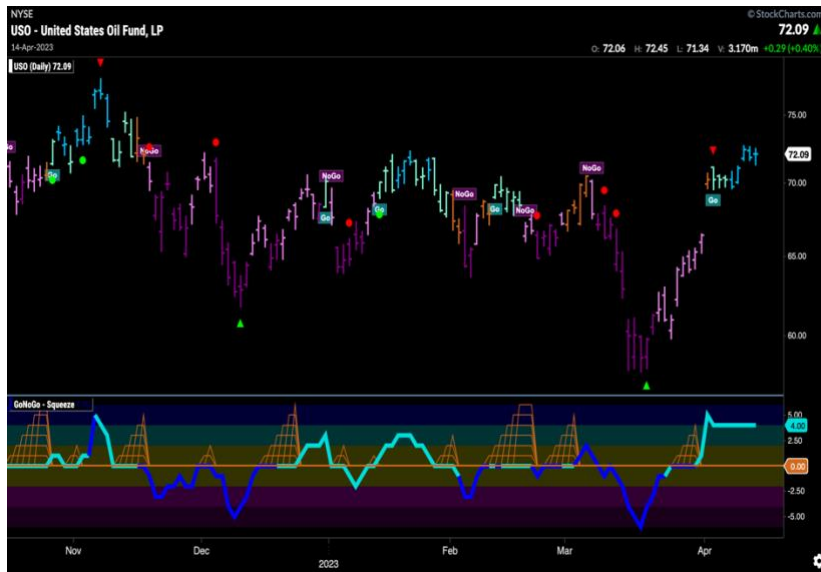 NYSE
© StockCharts.com
USO - United States Oil Fund, LP
72.09
14-Apr-2023
O: 72.06 H: 72.45 L: 71.34 V: 3.170m +0.29 (+0.40%)
USO (Daily) 72.09
75.00
72.09
70.00
65.00
60.00
Go
NoGo
NoGo
Go
Go
NoGo
Go
NoGo
NoGo
Go
GoNoGo - Squeeze
5.00
4.00
2.50
0.00
-2.50
-5.00
Nov Dec 2023 Feb Mar Apr